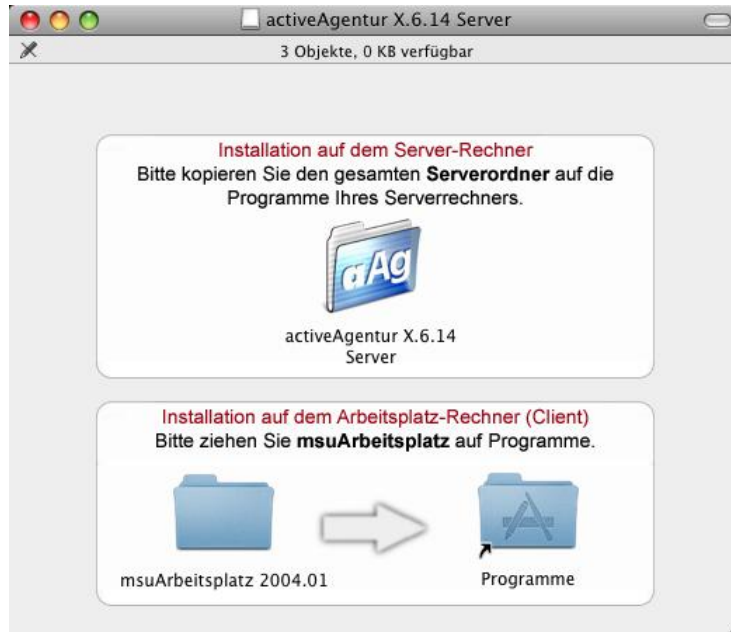 activeAgentur X.6.14 Server
3 Objekte, 0 KB verfügbar
Installation auf dem Server-Rechner
Bitte kopieren Sie den gesamten Serverordner auf die
Programme Ihres Serverrechners.
aAg
activeAgentur X.6.14
Server
Installation auf dem Arbeitsplatz-Rechner (Client)
Bitte ziehen Sie msuArbeitsplatz auf Programme.
msuArbeitsplatz 2004.01
Programme